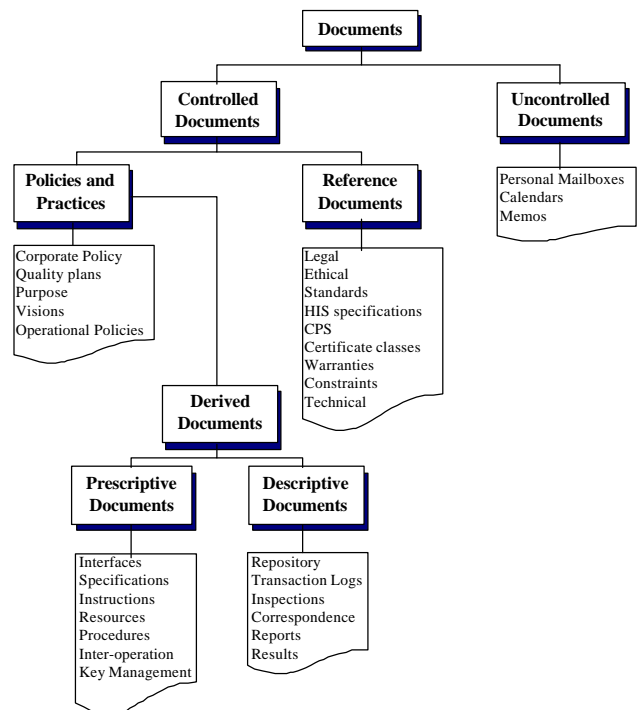 Documents
Controlled
Documents
Uncontrolled
Documents
Policies and
Practices
Reference
Documents
Personal Mailboxes
Calendars
Memos
Corporate Policy
Quality plans
Purpose
Visions
Operational Policies
Legal
Ethical
Standards
HIS specifications
CPS
Certificate classes
Warranties
Constraints
Technical
Derived
Documents
Prescriptive
Documents
Descriptive
Documents
Interfaces
Specifications
Instructions
Resources
Procedures
Inter-operation
Key Management
Repository
Transaction Logs
Inspections
Correspondence
Reports
Results